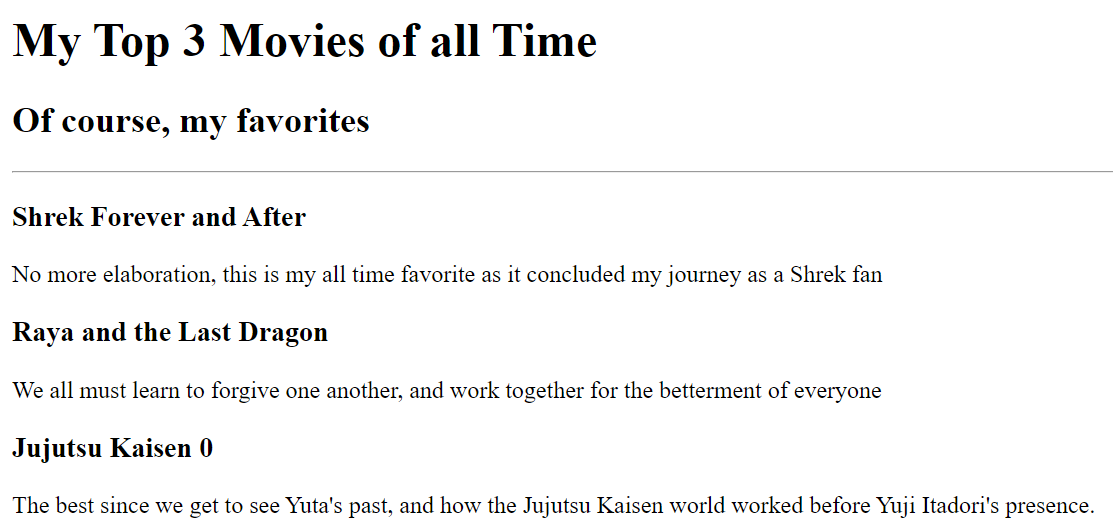 My Top 3 Movies of all Time
Of course, my favorites
Shrek Forever and After
No more elaboration, this is my all time favorite as it concluded my journey as a Shrek fan
Raya and the Last Dragon
We all must learn to forgive one another, and work together for the betterment of everyone
Jujutsu Kaisen 0
The best since we get to see Yuta's past, and how the Jujutsu Kaisen world worked before Yuji Itadori's presence.